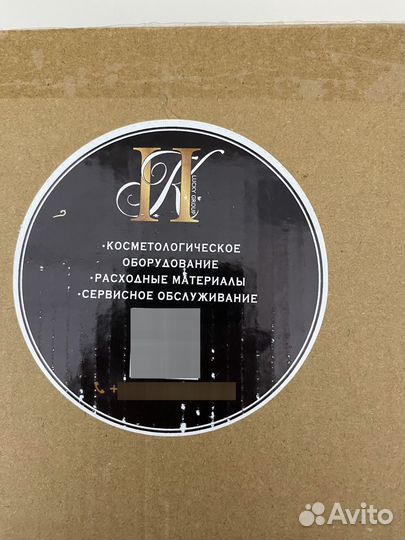 LUCKY GROUP
•КОСМЕТОЛОГИЧЕСКОЕ
ОБОРУДОВАНИЕ
•РАСХОДНЫЕ МАТЕРИАЛЫ
•СЕРВИСНОЕ ОБСЛУЖИВАНИЕ
+
Avito